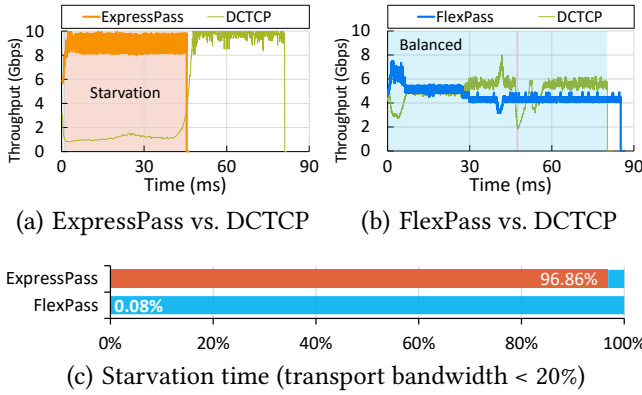 ExpressPass DCTCP
Throughput (Gbps)
10
8
6
4
2
0
Starvation
0 30 60 90
Time (ms)
(a) ExpressPass vs. DCTCP
FlexPass DCTCP
Throughput (Gbps)
10
8
6
4
2
0
Balanced
0 30 60 90
Time (ms)
(b) FlexPass vs. DCTCP
ExpressPass 96.86%
FlexPass 0.08%
0% 20% 40% 60% 80% 100%
(c) Starvation time (transport bandwidth < 20%)